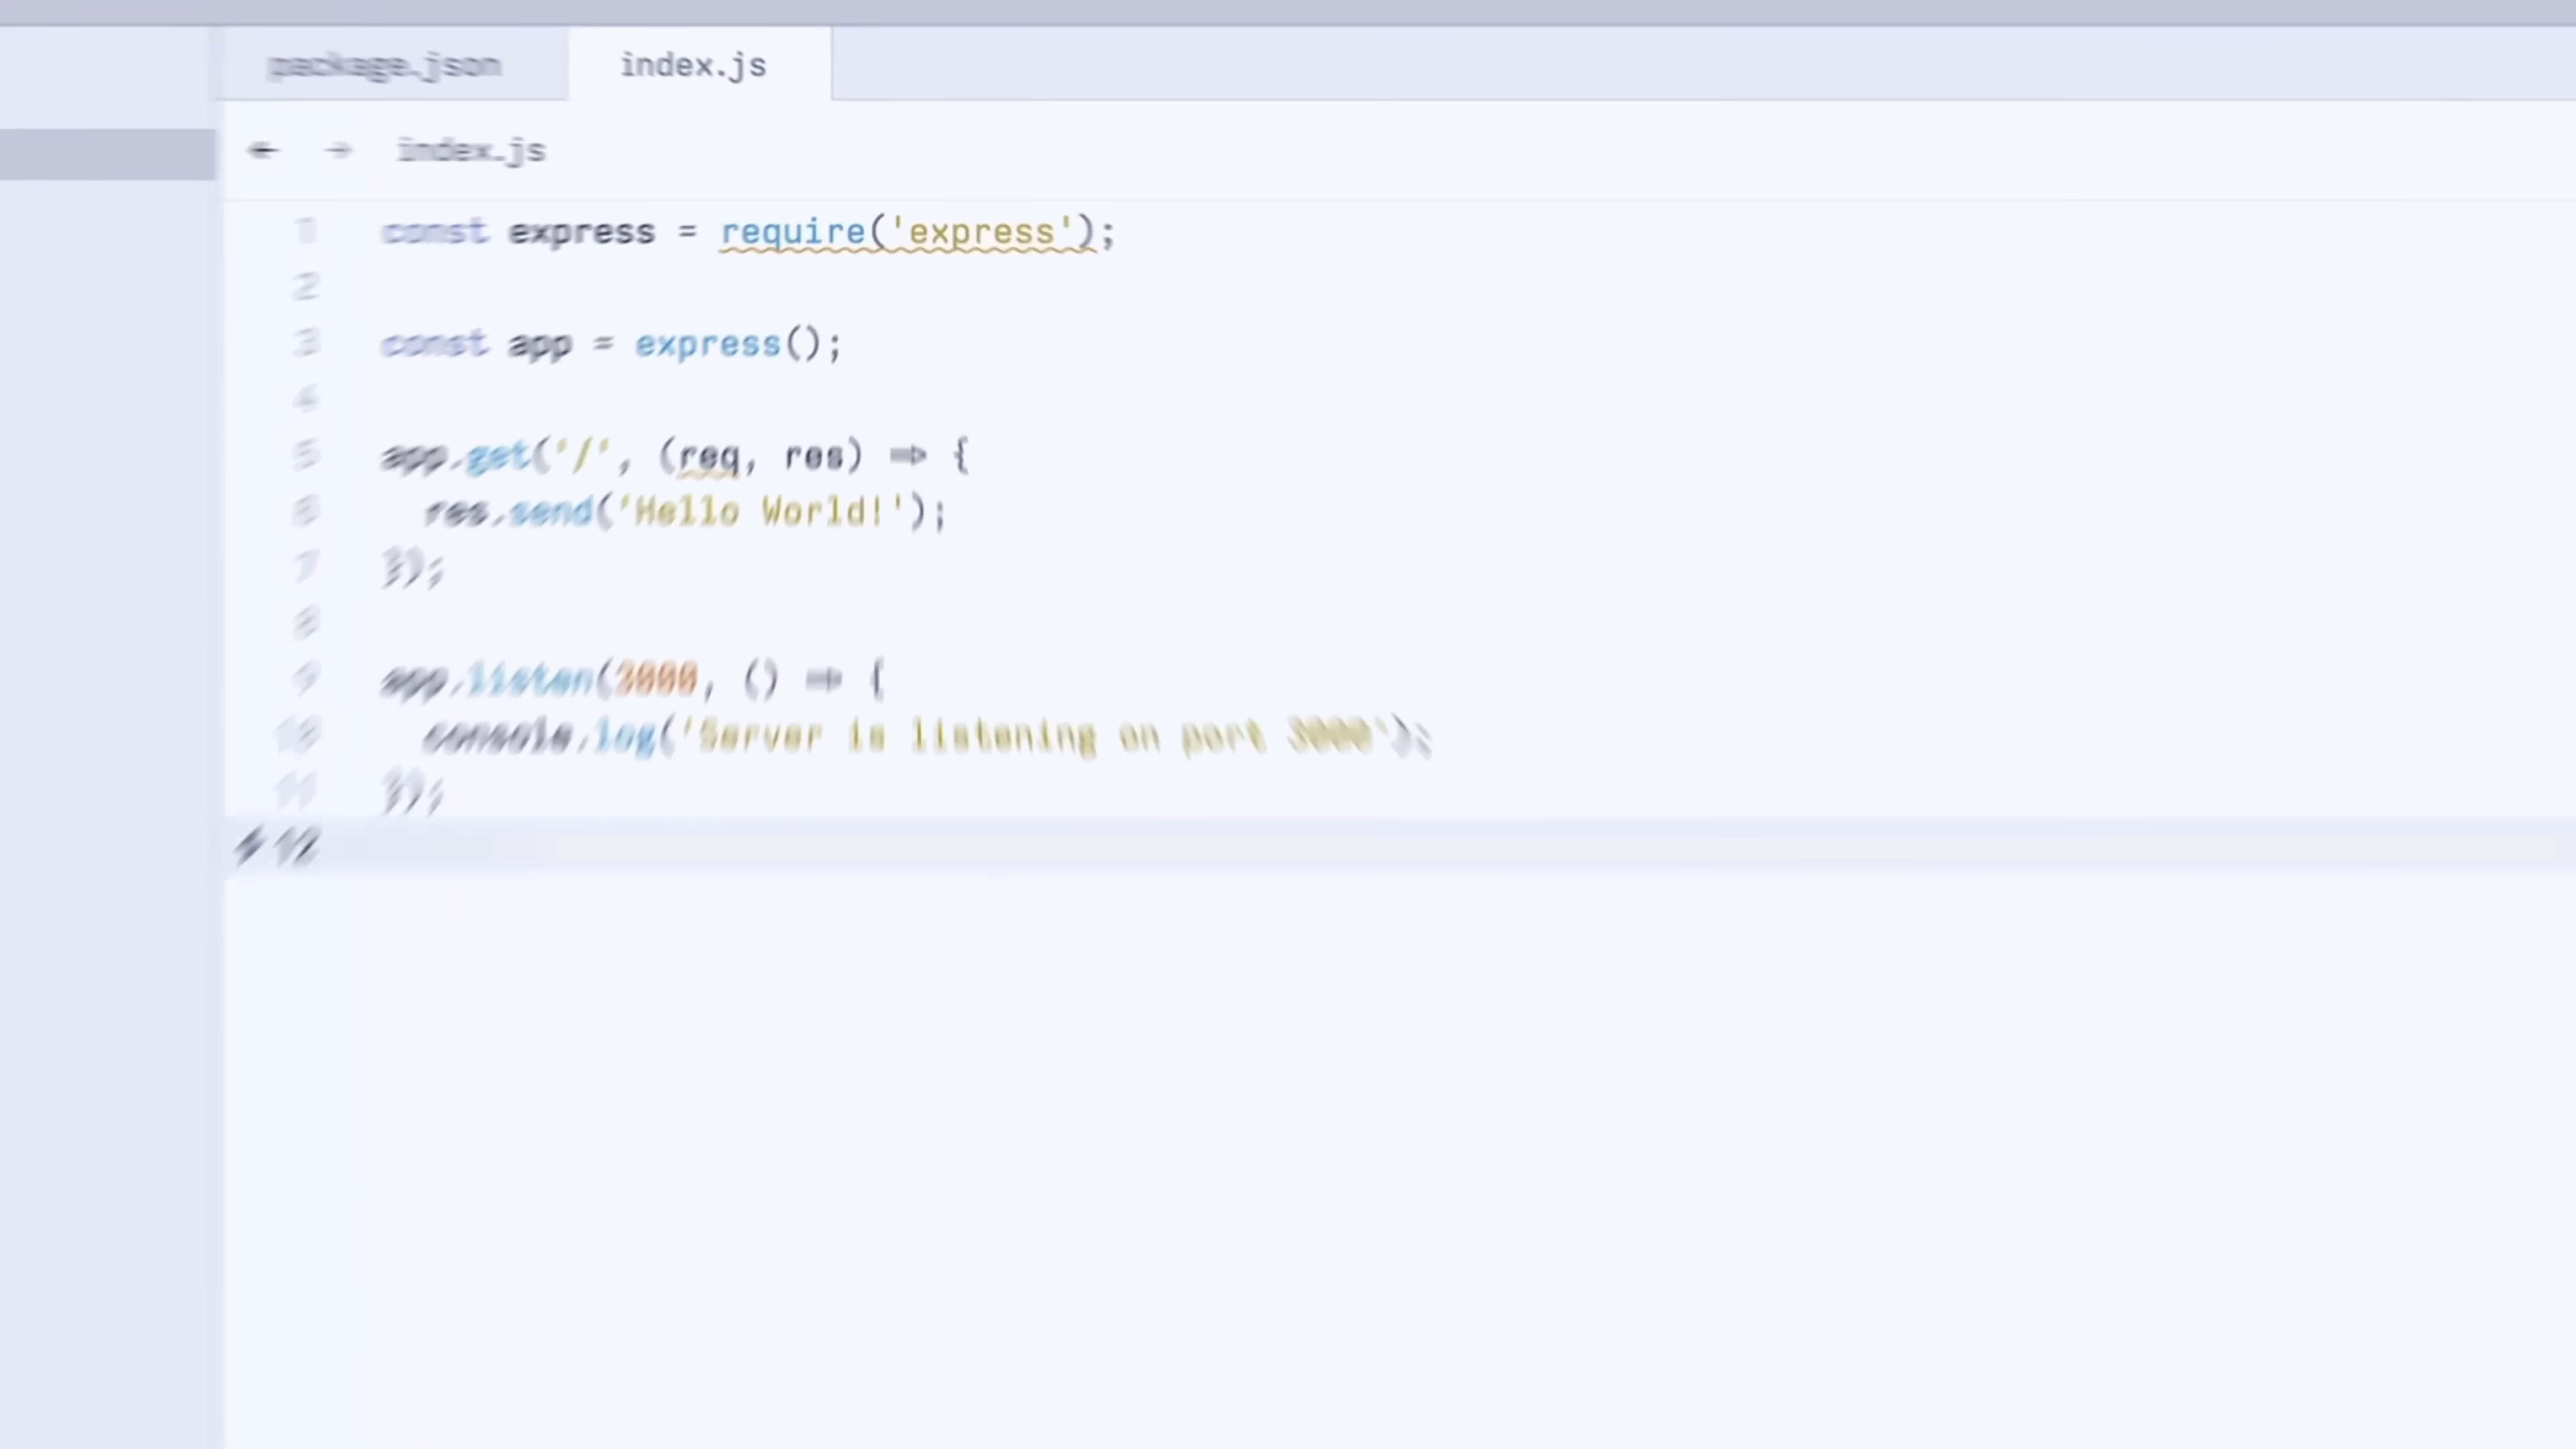 package.json index.js
← → index.js
1 const express = require('express');
2
3 const app = express();
4
5 app.get('/', (req, res) => {
6   res.send('Hello World!');
7 });
8
9 app.listen(3000, () => {
10   console.log('Server is listening on port 3000');
11 });
12